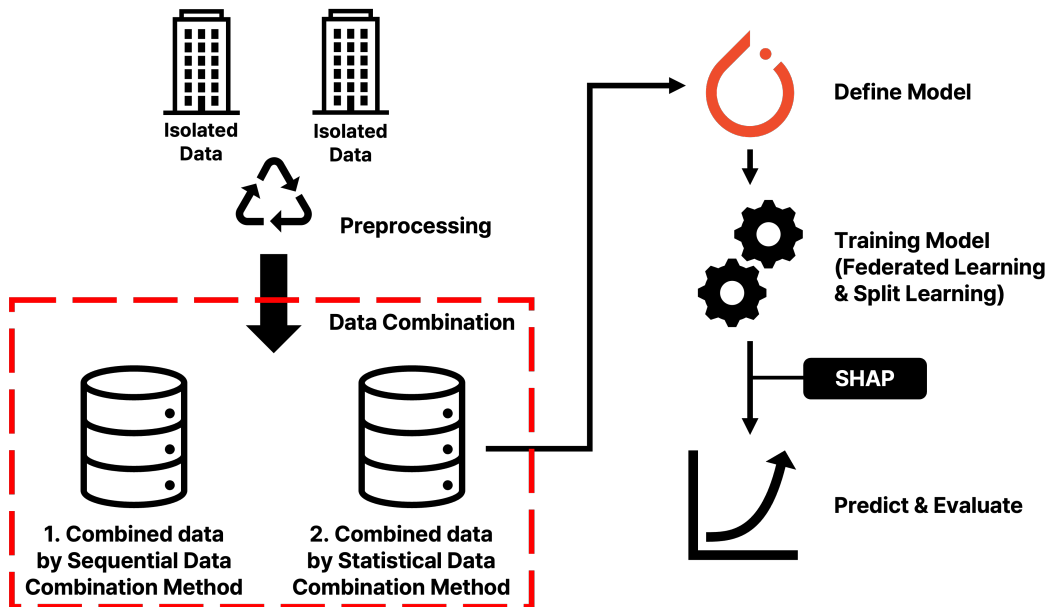 Isolated
Data
Isolated
Data
Preprocessing
Data Combination
1. Combined data
by Sequential Data
Combination Method
2. Combined data
by Statistical Data
Combination Method
Define Model
Training Model
(Federated Learning
& Split Learning)
SHAP
Predict & Evaluate